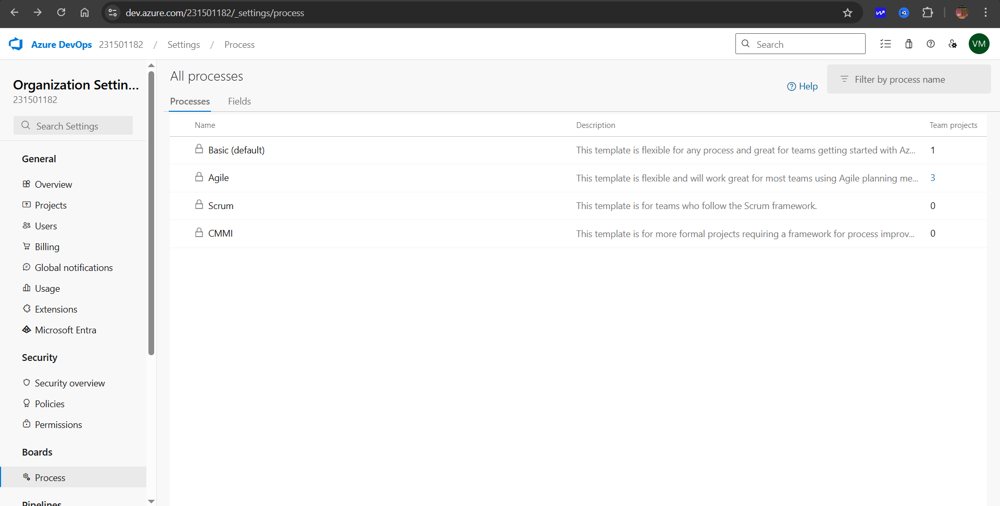 dev.azure.com/231501182/_settings/process
Azure DevOps 231501182 / Settings / Process
Search
VM
Organization Settin...
231501182
Search Settings
General
Overview
Projects
Users
Billing
Global notifications
Usage
Extensions
Microsoft Entra
Security
Security overview
Policies
Permissions
Boards
Process
Pipelines
All processes
Help
Filter by process name
Processes Fields
Name Description Team projects
Basic (default) This template is flexible for any process and great for teams getting started with Az... 1
Agile This template is flexible and will work great for most teams using Agile planning me... 3
Scrum This template is for teams who follow the Scrum framework. 0
CMMI This template is for more formal projects requiring a framework for process improv... 0